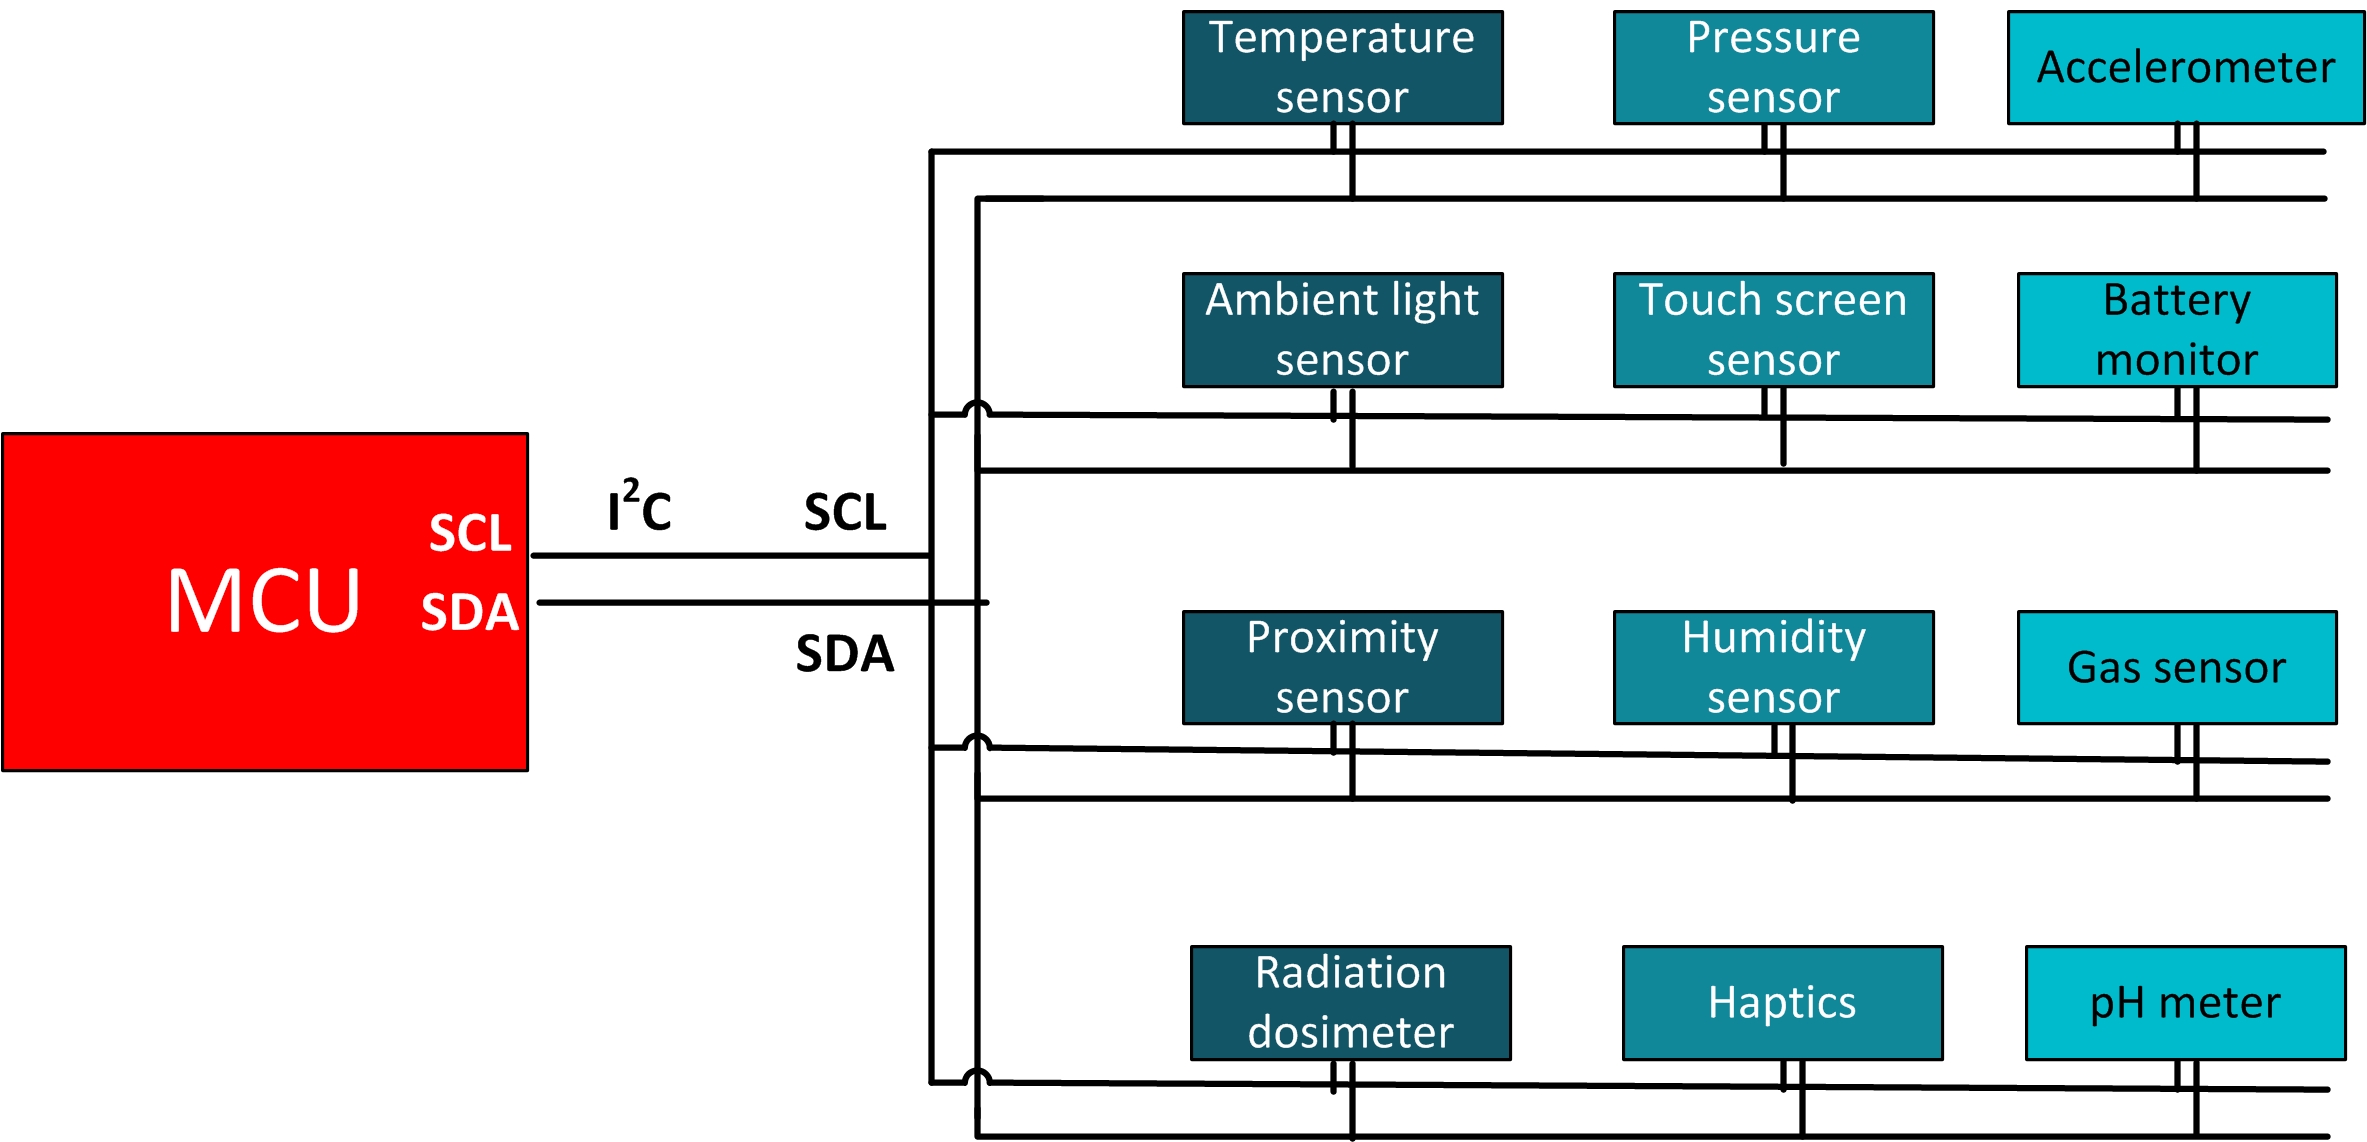 Temperature
sensor
Pressure
sensor
Accelerometer
Ambient light
sensor
Touch screen
sensor
Battery
monitor
MCU
SCL
SDA
I²C
SCL
SDA
Proximity
sensor
Humidity
sensor
Gas sensor
Radiation
dosimeter
Haptics
pH meter